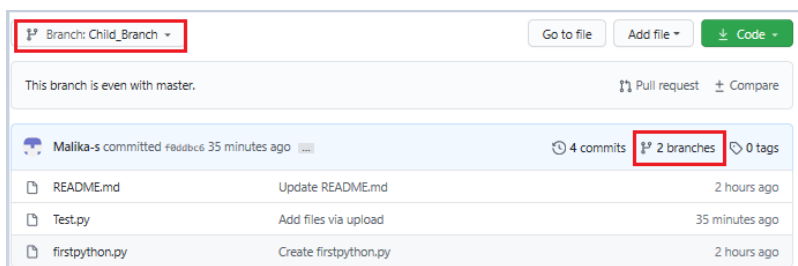 Branch: Child_Branch Go to file Add file Code
This branch is even with master. Pull request Compare
Malika-s committed f0ddbc6 35 minutes ago ... 4 commits 2 branches 0 tags
README.md Update README.md 2 hours ago
Test.py Add files via upload 35 minutes ago
firstpython.py Create firstpython.py 2 hours ago